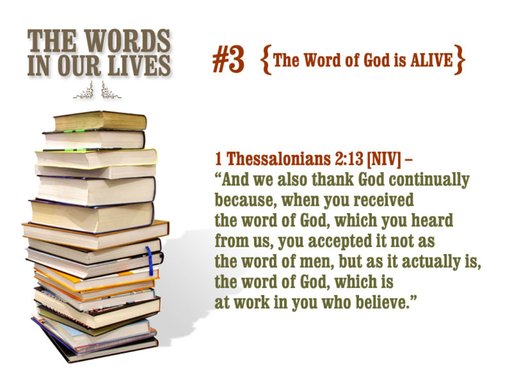 THE WORDS
IN OUR LIVES
#3 {The Word of God is ALIVE}
1 Thessalonians 2:13 [NIV] –
“And we also thank God continually
because, when you received
the word of God, which you heard
from us, you accepted it not as
the word of men, but as it actually is,
the word of God, which is
at work in you who believe.”